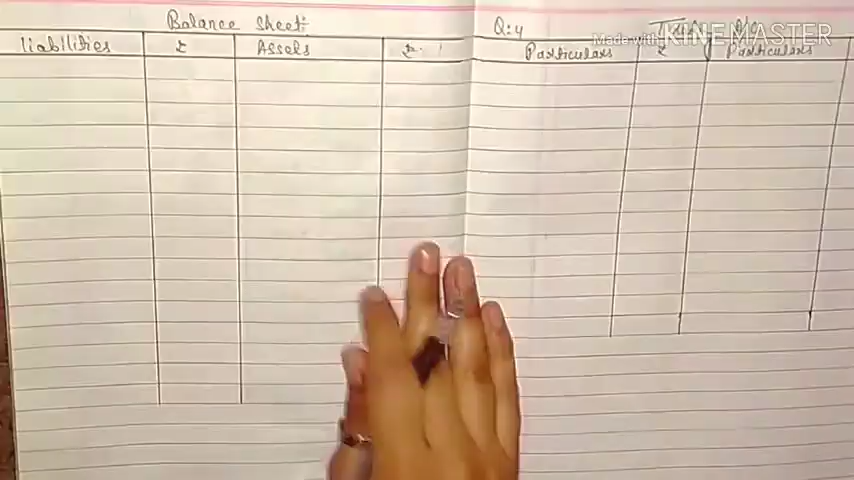 Balance Sheet:
Liabilities ₹ Assets ₹
Q:4
Made with KINEMASTER
Particulars ₹ Particulars